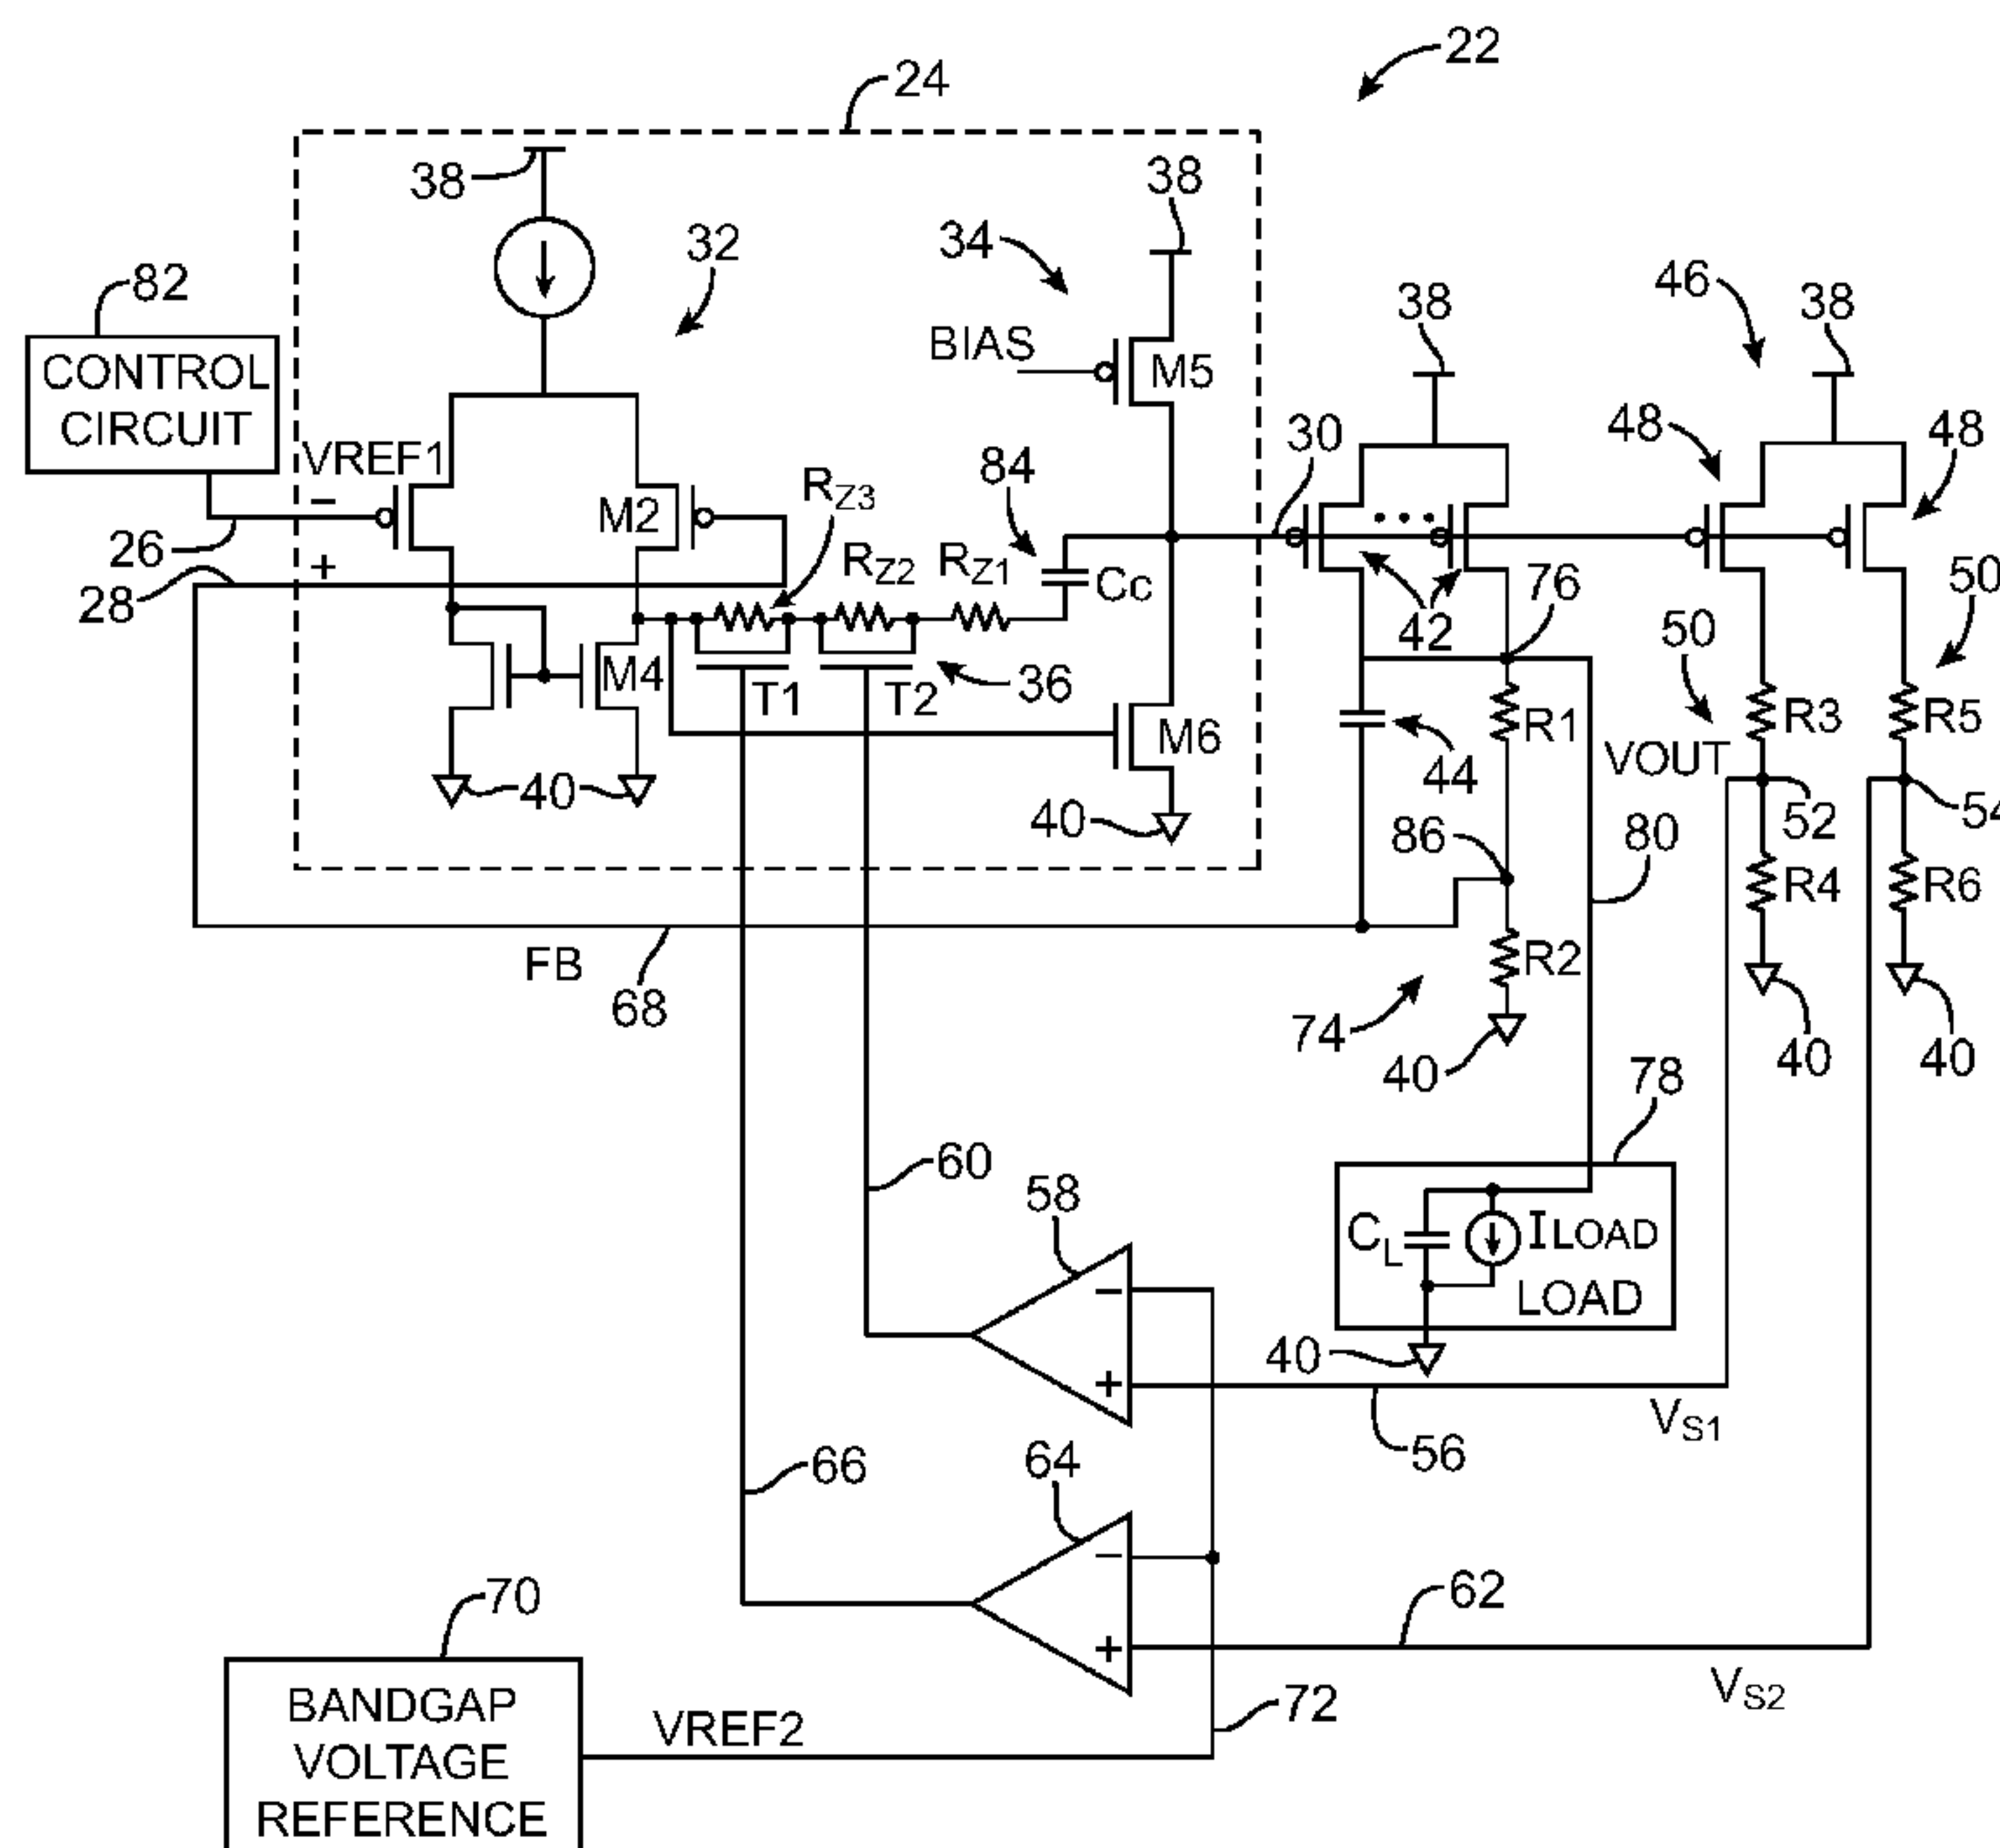 22
24
38
32
34
38
82
CONTROL
CIRCUIT
BIAS
M5
38
46
38
VREF1
–
26
+
28
M2
RZ3
RZ2
RZ1
84
Cc
30
48
48
42
76
50
50
M4
T1
T2
36
M6
44
R1
VOUT
R3
R5
40
40
52
54
86
80
R4
R6
FB
68
R2
74
40
40
40
78
60
58
–
+
CL
ILOAD
LOAD
40
VS1
56
66
64
–
+
62
VS2
70
BANDGAP
VOLTAGE
REFERENCE
VREF2
72